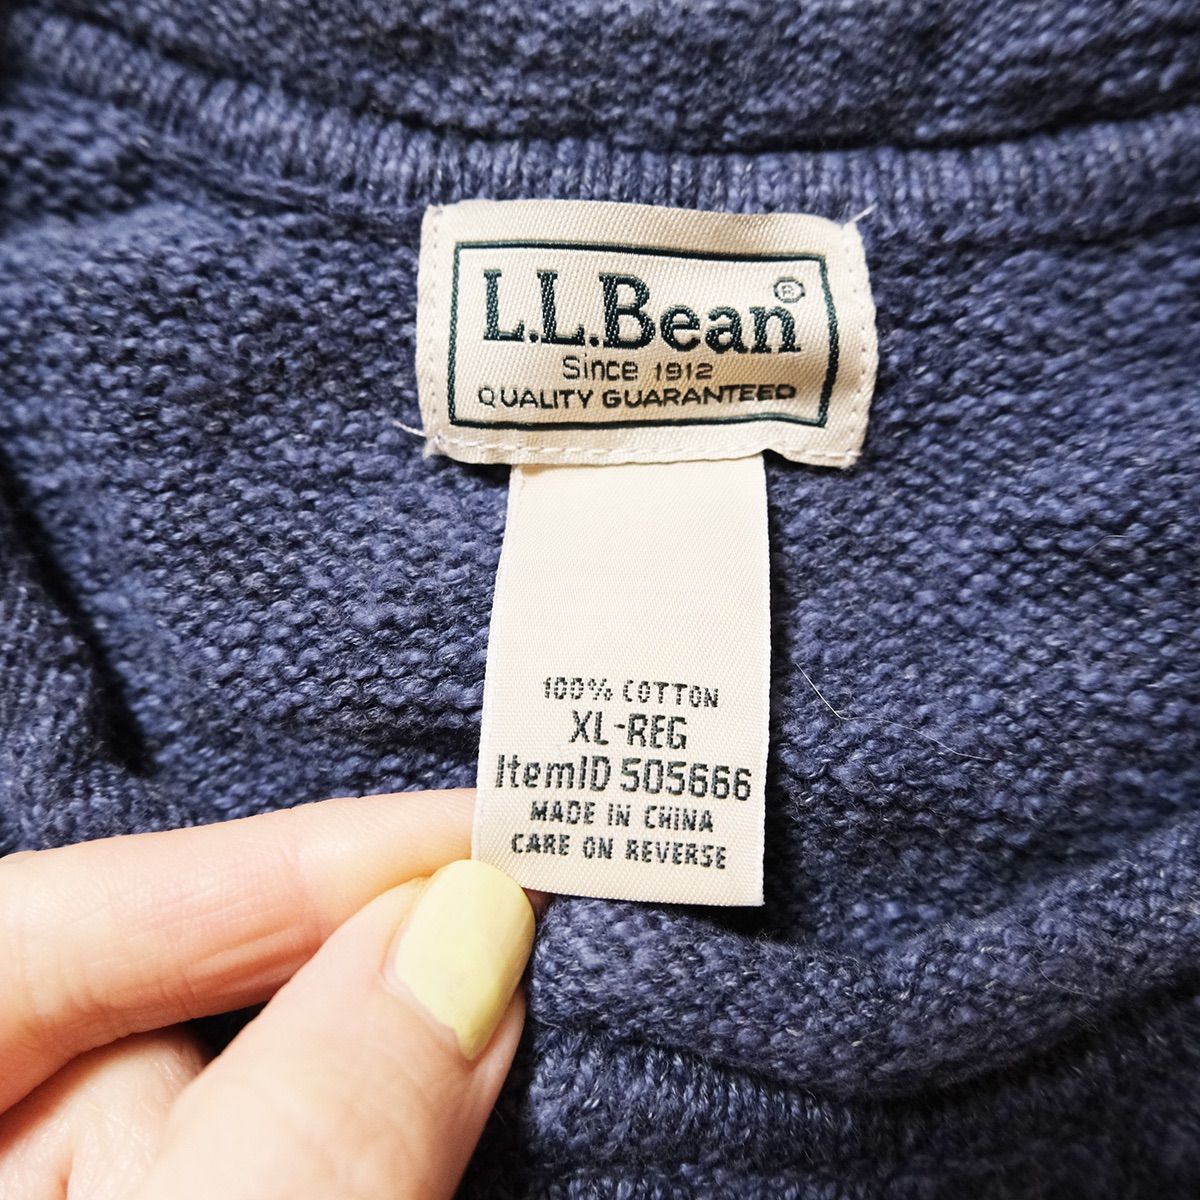 L.L.Bean®
Since 1912
QUALITY GUARANTEED
100% COTTON
XL-REG
ItemID 505666
MADE IN CHINA
CARE ON REVERSE